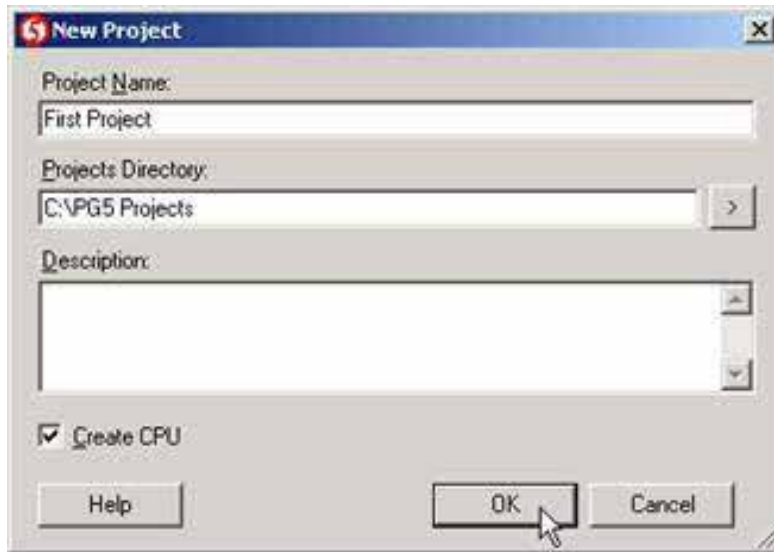 New Project
Project Name:
First Project
Projects Directory:
C:\PG5 Projects
>
Description:
Create CPU
Help
OK
Cancel